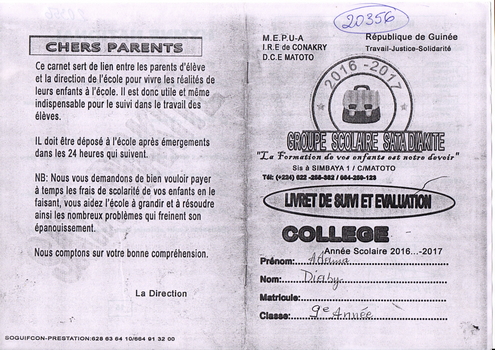 CHERS PARENTS
Ce carnet sert de lien entre les parents d'élève
et la direction de l'école pour vivre les réalités de
leurs enfants à l'école. Il est donc utile et même
indispensable pour le suivi dans le travail des
élèves.
IL doit être déposé à l'école après émergements
dans les 24 heures qui suivent.
NB: Nous vous demandons de bien vouloir payer
à temps les frais de scolarité de vos enfants en le
faisant, vous aidez l'école à grandir et à résoudre
ainsi les nombreux problèmes qui freinent son
épanouissement.
Nous comptons sur votre bonne compréhension.
La Direction
SOQUIFCON-PRESTATION:628 63 64 10/664 91 32 00
20356
M.E.P.U-A
I.R.E de CONAKRY
D.C.E MATOTO
République de Guinée
Travail-Justice-Solidarité
2016-2017
GROUPE SCOLAIRE SATA DIAKITE
"La Formation de vos enfants est notre devoir"
Sis à SIMBAYA 1 / C/MATOTO
Tél: (+224) 622
LIVRET DE SUIVI ET EVALUATION
COLLEGE
Année Scolaire 2016...-2017
Prénom:
Nom: Diaby
Matricule:
Classe: 9e Année